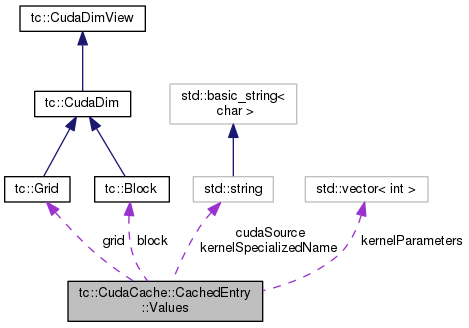 tc::CudaDimView
tc::CudaDim
std::basic_string<
char >
tc::Grid
tc::Block
std::string
std::vector< int >
grid
block
cudaSource
kernelSpecializedName
kernelParameters
tc::CudaCache::CachedEntry
::Values